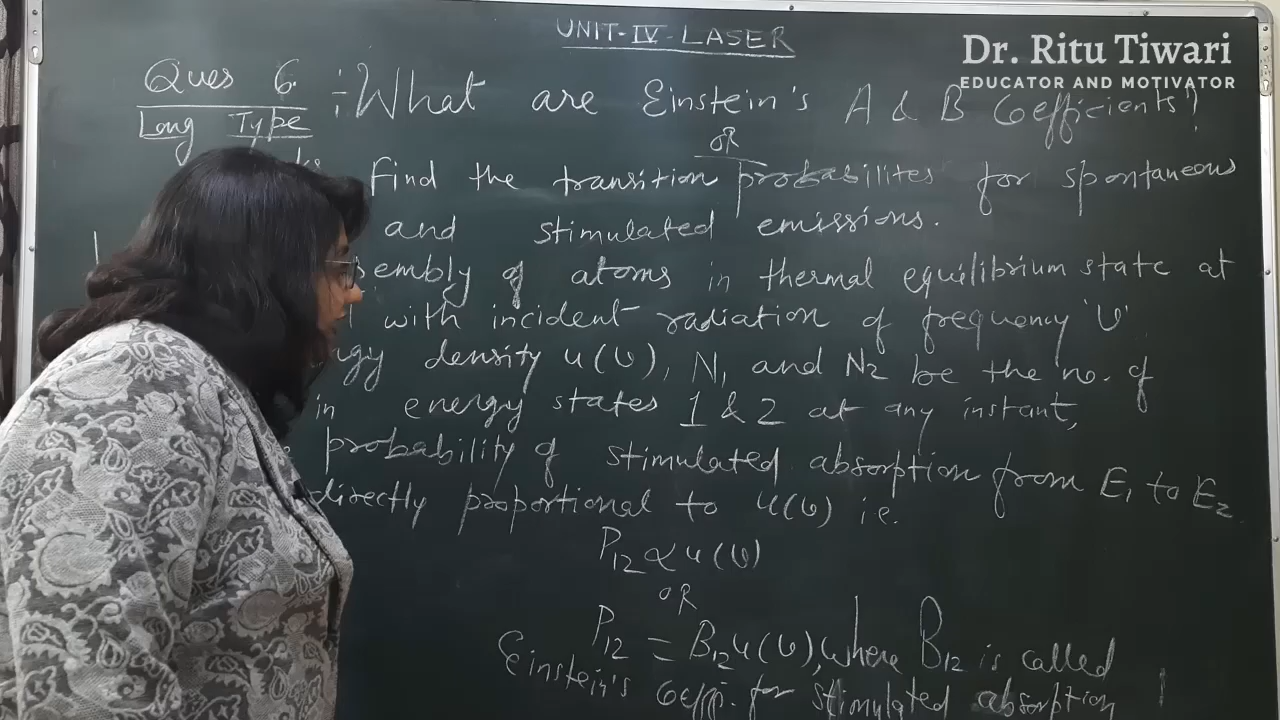 UNIT-IV-LASER
Dr. Ritu Tiwari
EDUCATOR AND MOTIVATOR
Ques 6. :- What are Einstein's A & B Coefficients?
Long Type
OR
Find the transition probabilites for spontaneous
and stimulated emissions.
sembly of atoms in thermal equilibrium state at
with incident radiation of frequency 'υ'
gy density u(υ), N1 and N2 be the no. of
in energy states 1 & 2 at any instant,
probability of stimulated absorption from E1 to E2
directly proportional to u(υ) i.e.
P12 ∝ u(υ)
OR
P12 = B12 u(υ), where B12 is called
Einstein's Coeff. for stimulated absorption